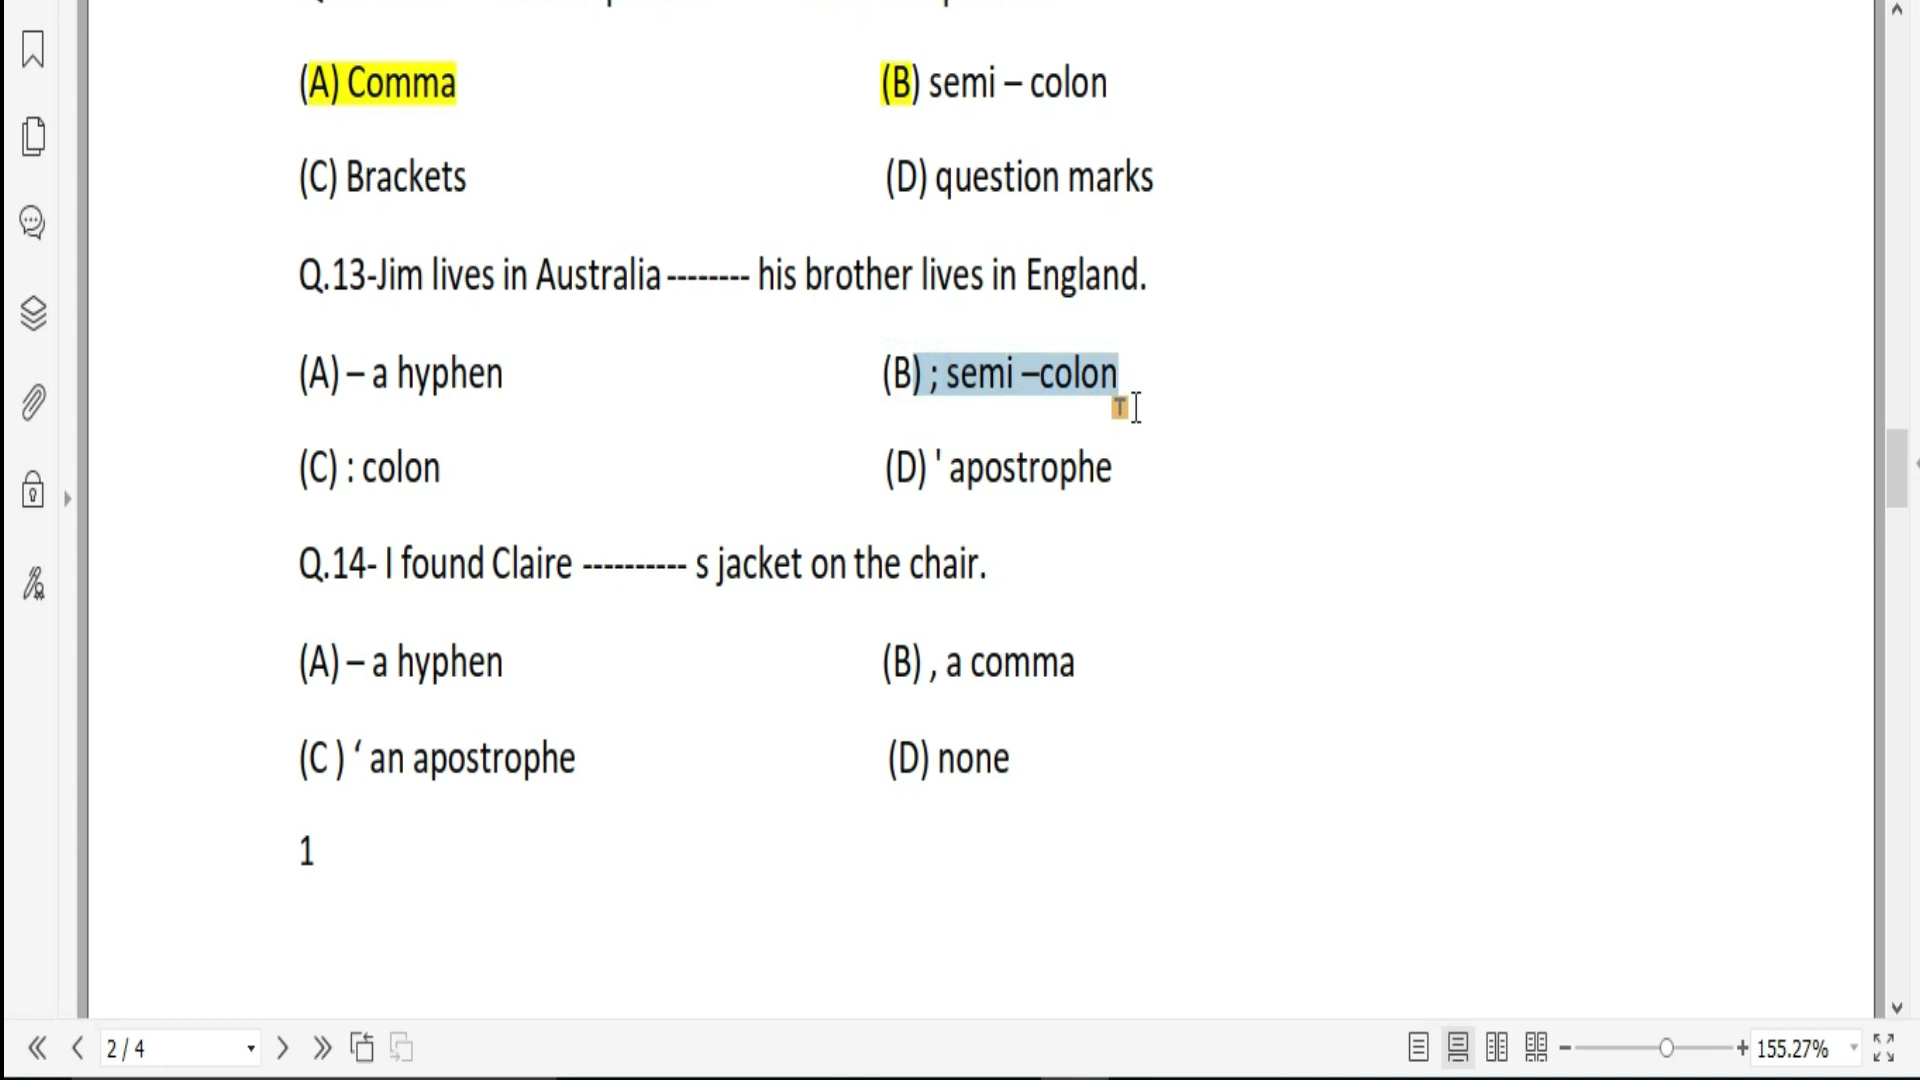 (A) Comma (B) semi – colon
(C) Brackets (D) question marks
Q.13-Jim lives in Australia -------- his brother lives in England.
(A) – a hyphen (B) ; semi –colon
(C) : colon (D) ' apostrophe
Q.14- I found Claire ---------- s jacket on the chair.
(A) – a hyphen (B) , a comma
(C ) ‘ an apostrophe (D) none
1
2 / 4 155.27%